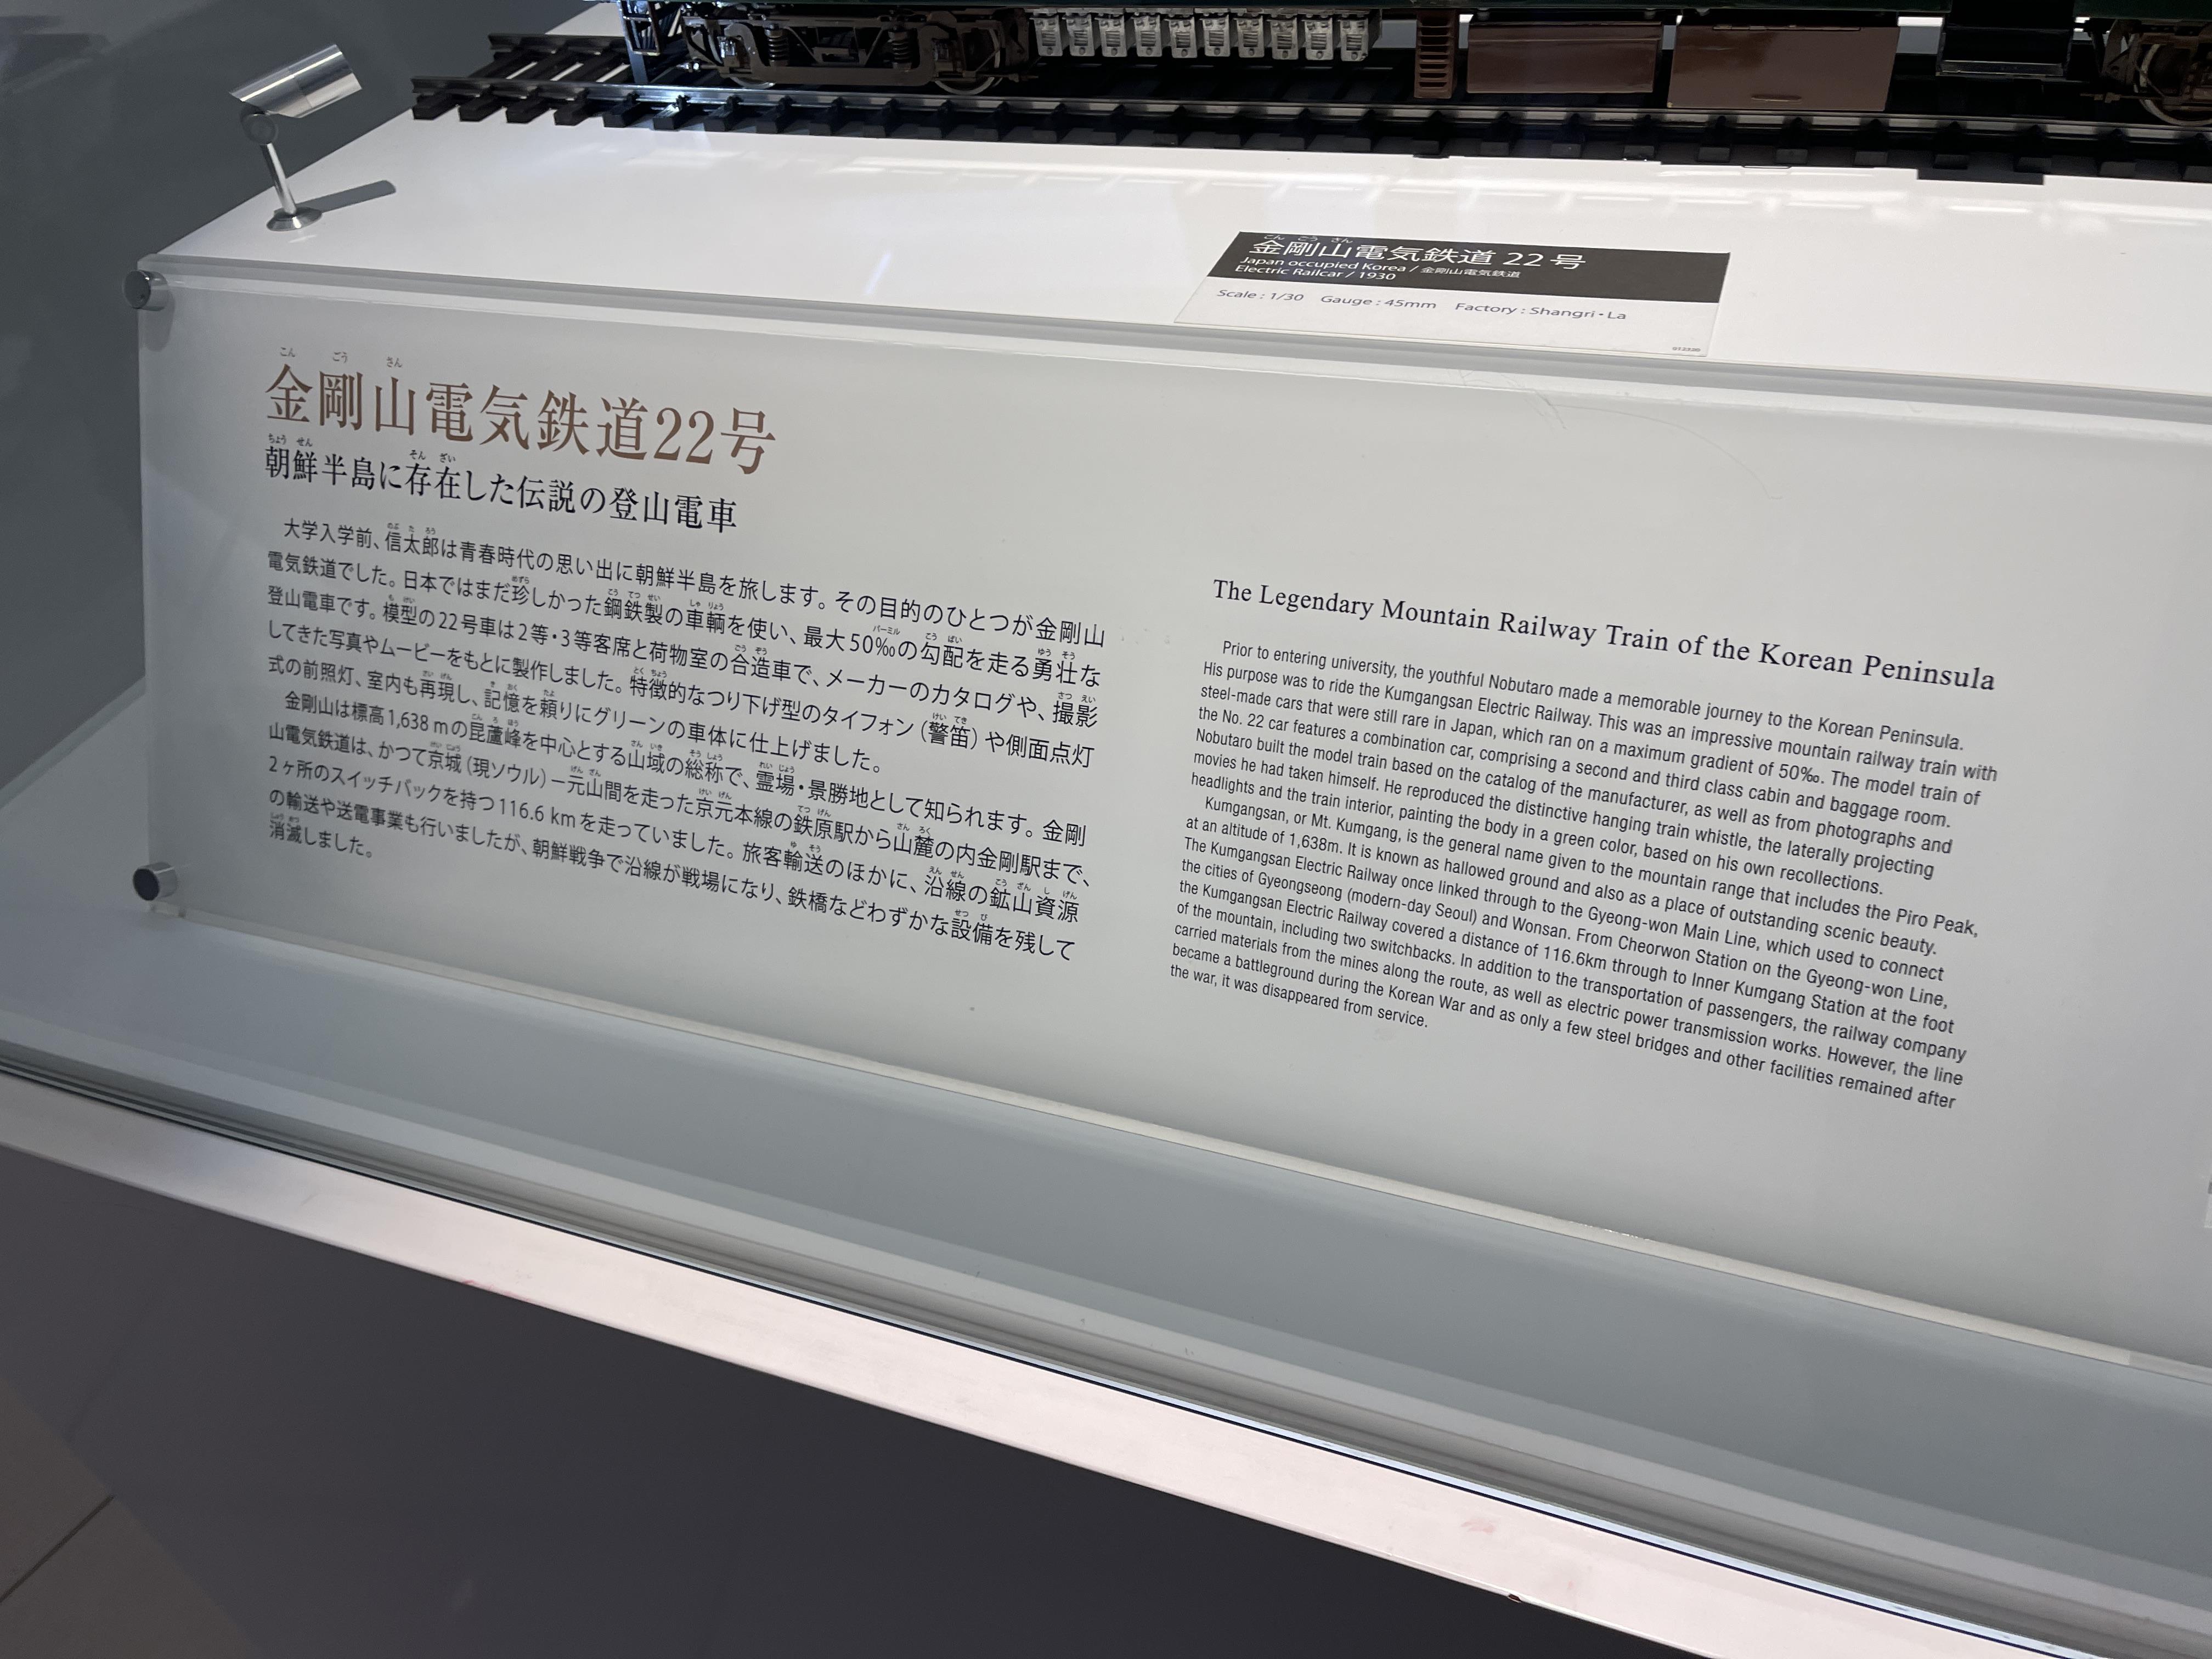 金剛山電気鉄道 22 号
Japan occupied Korea / 金剛山電気鉄道
Electric Railcar / 1930
Scale : 1/30 Gauge : 45mm Factory : Shangri・La
金剛山電気鉄道22号
朝鮮半島に存在した伝説の登山電車
大学入学前、信太郎は青春時代の思い出に朝鮮半島を旅します。その目的のひとつが金剛山
電気鉄道でした。日本ではまだ珍しかった鋼鉄製の車輌を使い、最大50‰の勾配を走る勇壮な
登山電車です。模型の22号車は2等・3等客席と荷物室の合造車で、メーカーのカタログや、撮影
してきた写真やムービーをもとに製作しました。特徴的なつり下げ型のタイフォン（警笛）や側面点灯
式の前照灯、室内も再現し、記憶を頼りにグリーンの車体に仕上げました。
金剛山は標高1,638 mの昆蘆峰を中心とする山域の総称で、霊場・景勝地として知られます。金剛
山電気鉄道は、かつて京城（現ソウル）－元山間を走った京元本線の鉄原駅から山麓の内金剛駅まで、
2ヶ所のスイッチバックを持つ116.6 kmを走っていました。旅客輸送のほかに、沿線の鉱山資源
の輸送や送電事業も行いましたが、朝鮮戦争で沿線が戦場になり、鉄橋などわずかな設備を残して
消滅しました。
The Legendary Mountain Railway Train of the Korean Peninsula
Prior to entering university, the youthful Nobutaro made a memorable journey to the Korean Peninsula.
His purpose was to ride the Kumgangsan Electric Railway. This was an impressive mountain railway train with
steel-made cars that were still rare in Japan, which ran on a maximum gradient of 50‰. The model train of
the No. 22 car features a combination car, comprising a second and third class cabin and baggage room.
Nobutaro built the model train based on the catalog of the manufacturer, as well as from photographs and
movies he had taken himself. He reproduced the distinctive hanging train whistle, the laterally projecting
headlights and the train interior, painting the body in a green color, based on his own recollections.
Kumgangsan, or Mt. Kumgang, is the general name given to the mountain range that includes the Piro Peak,
at an altitude of 1,638m. It is known as hallowed ground and also as a place of outstanding scenic beauty.
The Kumgangsan Electric Railway once linked through to the Gyeong-won Main Line, which used to connect
the cities of Gyeongseong (modern-day Seoul) and Wonsan. From Cheorwon Station on the Gyeong-won Line,
the Kumgangsan Electric Railway covered a distance of 116.6km through to Inner Kumgang Station at the foot
of the mountain, including two switchbacks. In addition to the transportation of passengers, the railway company
carried materials from the mines along the route, as well as electric power transmission works. However, the line
became a battleground during the Korean War and as only a few steel bridges and other facilities remained after
the war, it was disappeared from service.